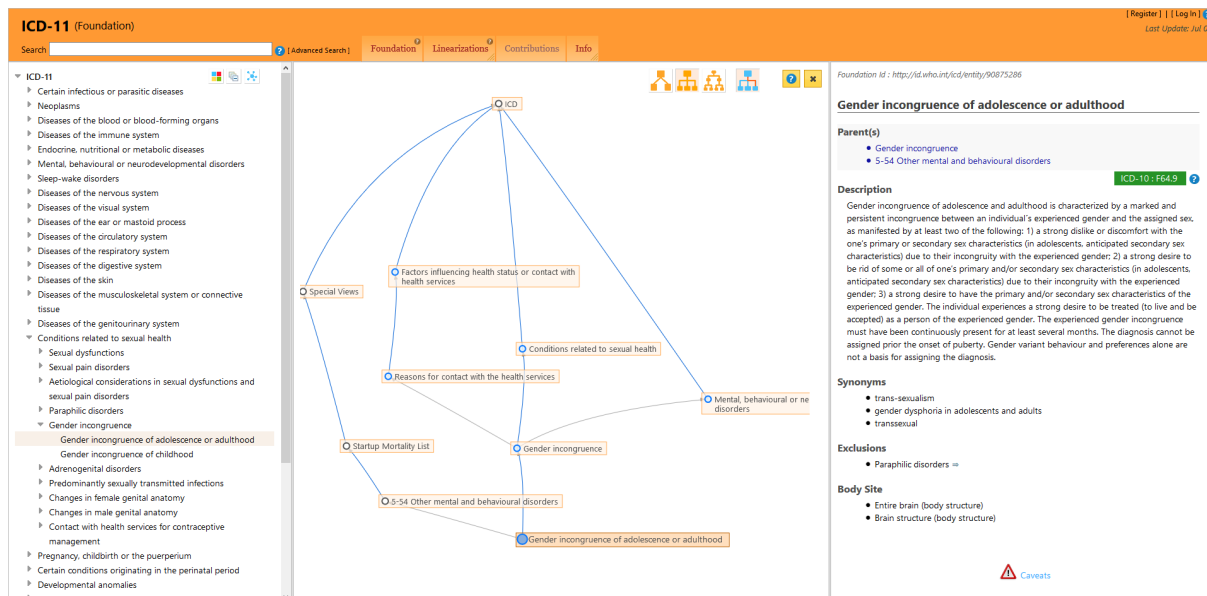 ICD-11 (Foundation)
[ Register ] | [ Log In ]
Last Update: Jul 0
Search
? [ Advanced Search ]
Foundation ?
Linearizations ?
Contributions
Info
ICD-11
Certain infectious or parasitic diseases
Neoplasms
Diseases of the blood or blood-forming organs
Diseases of the immune system
Endocrine, nutritional or metabolic diseases
Mental, behavioural or neurodevelopmental disorders
Sleep-wake disorders
Diseases of the nervous system
Diseases of the visual system
Diseases of the ear or mastoid process
Diseases of the circulatory system
Diseases of the respiratory system
Diseases of the digestive system
Diseases of the skin
Diseases of the musculoskeletal system or connective
tissue
Diseases of the genitourinary system
Conditions related to sexual health
Sexual dysfunctions
Sexual pain disorders
Aetiological considerations in sexual dysfunctions and
sexual pain disorders
Paraphilic disorders
Gender incongruence
Gender incongruence of adolescence or adulthood
Gender incongruence of childhood
Adrenogenital disorders
Predominantly sexually transmitted infections
Changes in female genital anatomy
Changes in male genital anatomy
Contact with health services for contraceptive
management
Pregnancy, childbirth or the puerperium
Certain conditions originating in the perinatal period
Developmental anomalies
? ×
ICD
Factors influencing health status or contact with
health services
Special Views
Conditions related to sexual health
Reasons for contact with the health services
Mental, behavioural or ne
disorders
Startup Mortality List
Gender incongruence
5-54 Other mental and behavioural disorders
Gender incongruence of adolescence or adulthood
Foundation Id : http://id.who.int/icd/entity/90875286
Gender incongruence of adolescence or adulthood
Parent(s)
• Gender incongruence
• 5-54 Other mental and behavioural disorders
ICD-10 : F64.9 ?
Description
Gender incongruence of adolescence and adulthood is characterized by a marked and
persistent incongruence between an individual´s experienced gender and the assigned sex,
as manifested by at least two of the following: 1) a strong dislike or discomfort with the
one's primary or secondary sex characteristics (in adolescents, anticipated secondary sex
characteristics) due to their incongruity with the experienced gender; 2) a strong desire to
be rid of some or all of one's primary and/or secondary sex characteristics (in adolescents,
anticipated secondary sex characteristics) due to their incongruity with the experienced
gender; 3) a strong desire to have the primary and/or secondary sex characteristics of the
experienced gender. The individual experiences a strong desire to be treated (to live and be
accepted) as a person of the experienced gender. The experienced gender incongruence
must have been continuously present for at least several months. The diagnosis cannot be
assigned prior the onset of puberty. Gender variant behaviour and preferences alone are
not a basis for assigning the diagnosis.
Synonyms
• trans-sexualism
• gender dysphoria in adolescents and adults
• transsexual
Exclusions
• Paraphilic disorders ⇒
Body Site
• Entire brain (body structure)
• Brain structure (body structure)
Caveats